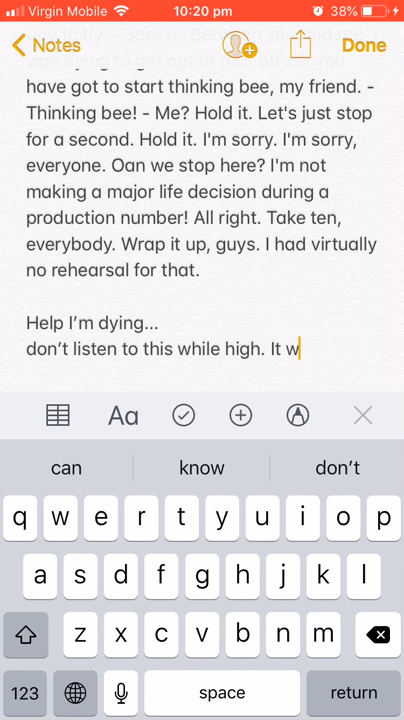 Virgin Mobile 10:20 pm 38%
Notes Done
have got to start thinking bee, my friend. -
Thinking bee! - Me? Hold it. Let's just stop
for a second. Hold it. I'm sorry. I'm sorry,
everyone. Oan we stop here? I'm not
making a major life decision during a
production number! All right. Take ten,
everybody. Wrap it up, guys. I had virtually
no rehearsal for that.
Help I’m dying...
don’t listen to this while high. It w
Aa
can know don’t
q w e r t y u i o p
a s d f g h j k l
z x c v b n m
123 space return